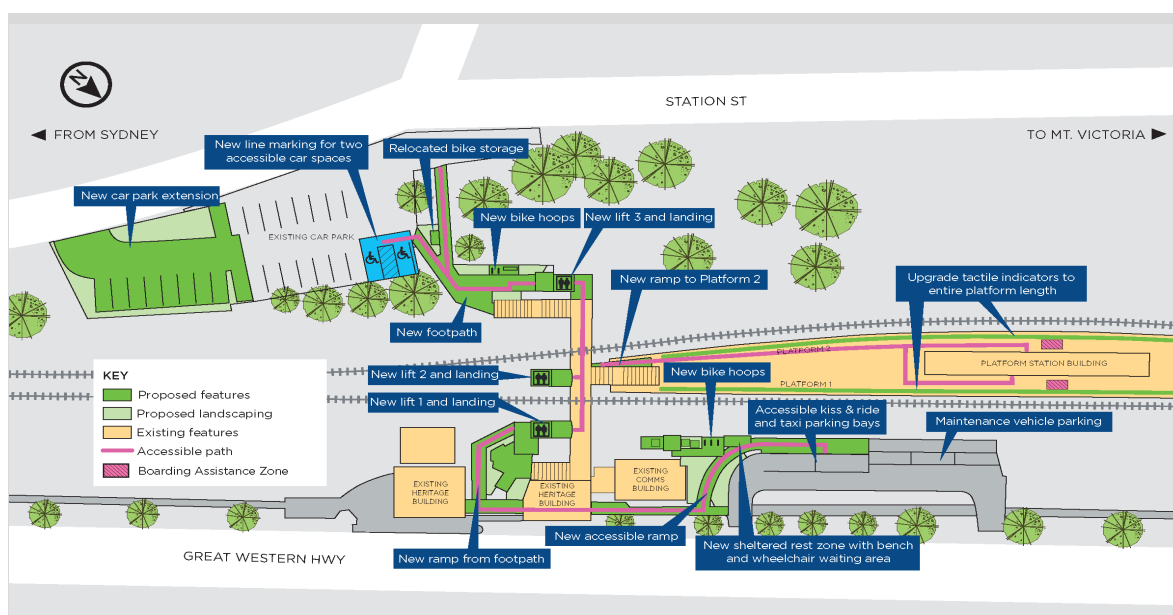 N
STATION ST
FROM SYDNEY
TO MT. VICTORIA
New line marking for two
accessible car spaces
Relocated bike storage
New car park extension
New bike hoops
New lift 3 and landing
EXISTING CAR PARK
New ramp to Platform 2
Upgrade tactile indicators to
entire platform length
New footpath
PLATFORM 2
PLATFORM STATION BUILDING
KEY
Proposed features
Proposed landscaping
Existing features
Accessible path
Boarding Assistance Zone
New lift 2 and landing
New bike hoops
PLATFORM 1
New lift 1 and landing
Accessible kiss & ride
and taxi parking bays
Maintenance vehicle parking
EXISTING
HERITAGE
BUILDING
EXISTING
HERITAGE
BUILDING
EXISTING
COMMS
BUILDING
New accessible ramp
GREAT WESTERN HWY
New ramp from footpath
New sheltered rest zone with bench
and wheelchair waiting area